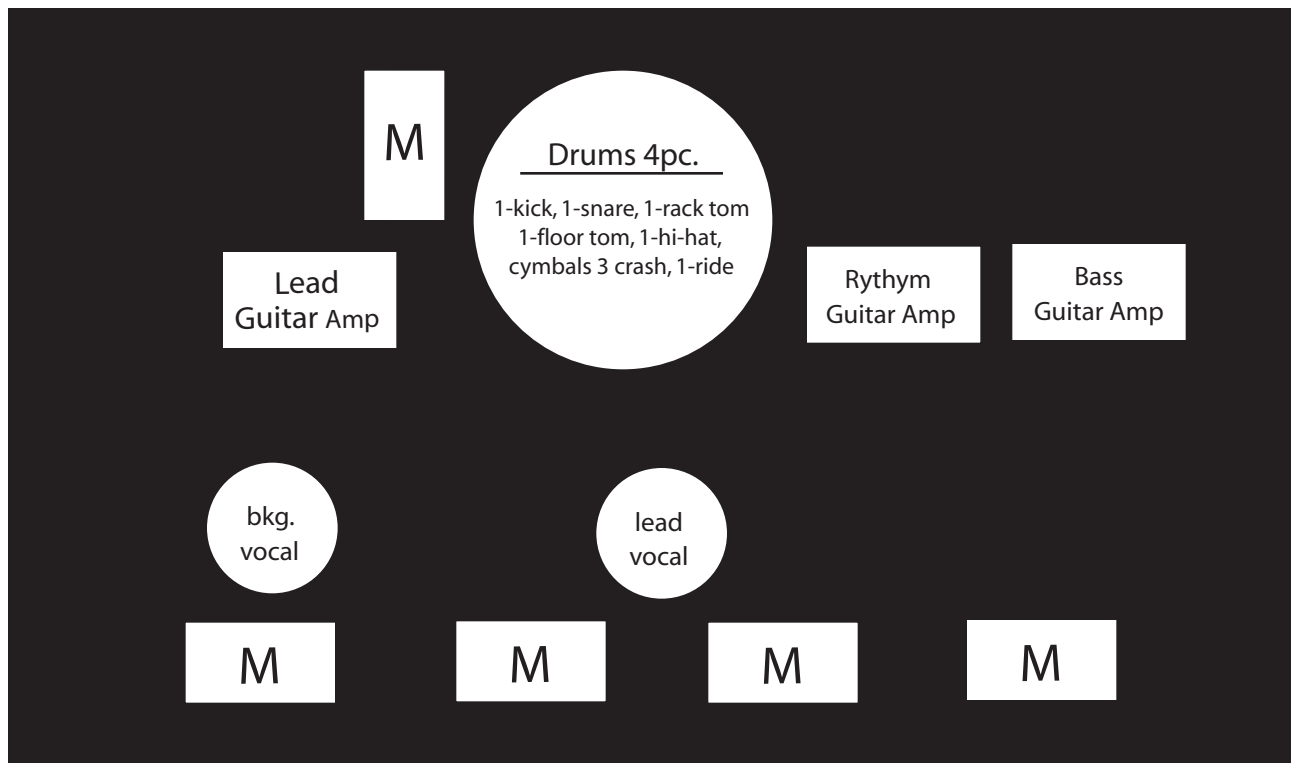 M
Drums 4pc.
1-kick, 1-snare, 1-rack tom
1-floor tom, 1-hi-hat,
cymbals 3 crash, 1-ride
Lead
Guitar Amp
Rythym
Guitar Amp
Bass
Guitar Amp
bkg.
vocal
lead
vocal
M
M
M
M